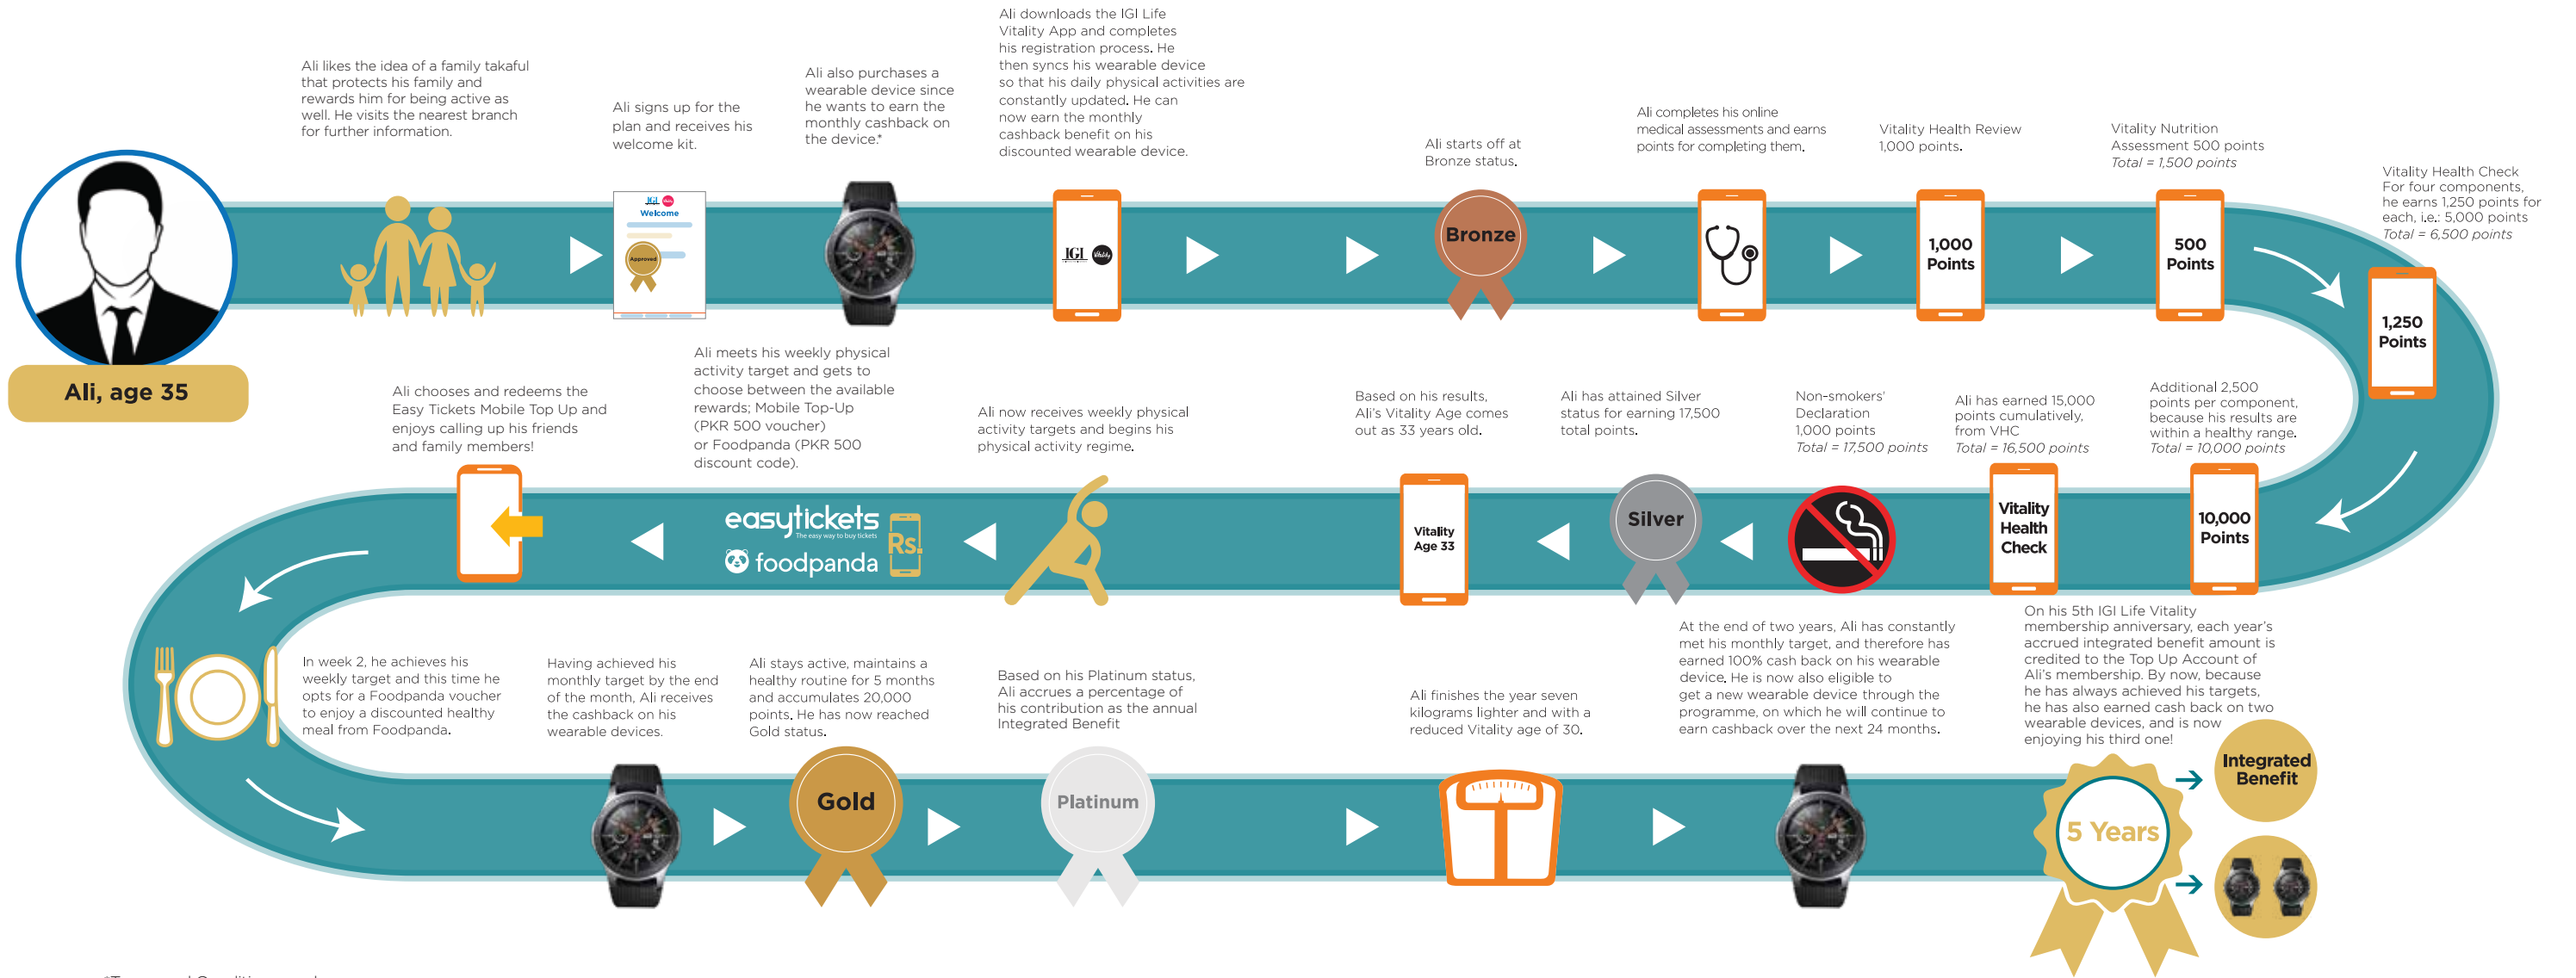 Ali, age 35
Ali likes the idea of a family takaful
that protects his family and
rewards him for being active as
well. He visits the nearest branch
for further information.
Ali signs up for the
plan and receives his
welcome kit.
IGI
Welcome
Approved
Ali also purchases a
wearable device since
he wants to earn the
monthly cashback on
the device.*
Ali downloads the IGI Life
Vitality App and completes
his registration process. He
then syncs his wearable device
so that his daily physical activities are
constantly updated. He can
now earn the monthly
cashback benefit on his
discounted wearable device.
IGI Vitality
Ali starts off at
Bronze status.
Bronze
Ali completes his online
medical assessments and earns
points for completing them.
Vitality Health Review
1,000 points.
1,000
Points
Vitality Nutrition
Assessment 500 points
Total = 1,500 points
500
Points
Vitality Health Check
For four components,
he earns 1,250 points for
each, i.e.: 5,000 points
Total = 6,500 points
1,250
Points
Additional 2,500
points per component,
because his results are
within a healthy range.
Total = 10,000 points
10,000
Points
Ali has earned 15,000
points cumulatively,
from VHC
Total = 16,500 points
Vitality
Health
Check
Non-smokers'
Declaration
1,000 points
Total = 17,500 points
Ali has attained Silver
status for earning 17,500
total points.
Silver
Based on his results,
Ali's Vitality Age comes
out as 33 years old.
Vitality
Age 33
Ali now receives weekly physical
activity targets and begins his
physical activity regime.
Ali meets his weekly physical
activity target and gets to
choose between the available
rewards; Mobile Top-Up
(PKR 500 voucher)
or Foodpanda (PKR 500
discount code).
easytickets
The easy way to buy tickets
foodpanda
Rs.
Ali chooses and redeems the
Easy Tickets Mobile Top Up and
enjoys calling up his friends
and family members!
In week 2, he achieves his
weekly target and this time he
opts for a Foodpanda voucher
to enjoy a discounted healthy
meal from Foodpanda.
Having achieved his
monthly target by the end
of the month, Ali receives
the cashback on his
wearable devices.
Ali stays active, maintains a
healthy routine for 5 months
and accumulates 20,000
points. He has now reached
Gold status.
Gold
Based on his Platinum status,
Ali accrues a percentage of
his contribution as the annual
Integrated Benefit
Platinum
Ali finishes the year seven
kilograms lighter and with a
reduced Vitality age of 30.
At the end of two years, Ali has constantly
met his monthly target, and therefore has
earned 100% cash back on his wearable
device. He is now also eligible to
get a new wearable device through the
programme, on which he will continue to
earn cashback over the next 24 months.
On his 5th IGI Life Vitality
membership anniversary, each year's
accrued integrated benefit amount is
credited to the Top Up Account of
Ali's membership. By now, because
he has always achieved his targets,
he has also earned cash back on two
wearable devices, and is now
enjoying his third one!
5 Years
Integrated
Benefit